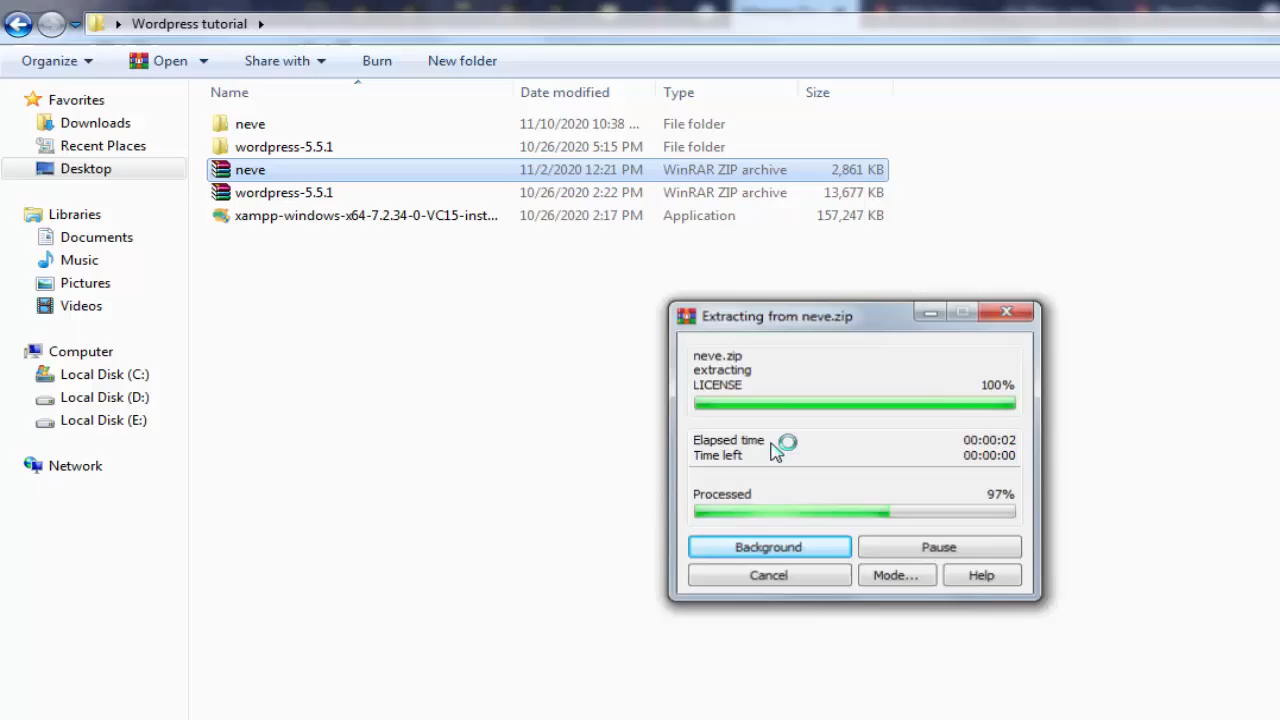 Wordpress tutorial
Organize Open Share with Burn New folder
Name Date modified Type Size
Favorites
Downloads
Recent Places
Desktop
Libraries
Documents
Music
Pictures
Videos
Computer
Local Disk (C:)
Local Disk (D:)
Local Disk (E:)
Network
neve 11/10/2020 10:38 ... File folder
wordpress-5.5.1 10/26/2020 5:15 PM File folder
neve 11/2/2020 12:21 PM WinRAR ZIP archive 2,861 KB
wordpress-5.5.1 10/26/2020 2:22 PM WinRAR ZIP archive 13,677 KB
xampp-windows-x64-7.2.34-0-VC15-inst... 10/26/2020 2:17 PM Application 157,247 KB
Extracting from neve.zip
neve.zip
extracting
LICENSE 100%
Elapsed time 00:00:02
Time left 00:00:00
Processed 97%
Background Pause
Cancel Mode... Help